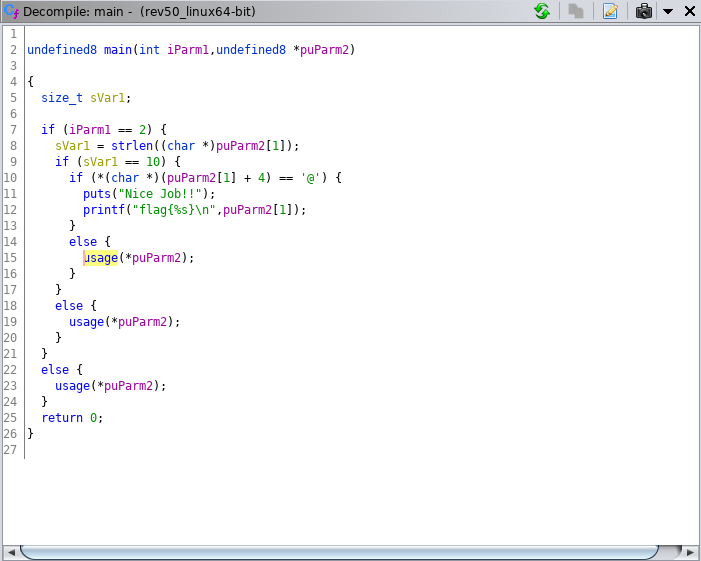 Decompile: main - (rev50_linux64-bit)
1
2 undefined8 main(int iParm1,undefined8 *puParm2)
3
4 {
5   size_t sVar1;
6
7   if (iParm1 == 2) {
8     sVar1 = strlen((char *)puParm2[1]);
9     if (sVar1 == 10) {
10       if (*(char *)(puParm2[1] + 4) == '@') {
11         puts("Nice Job!!");
12         printf("flag{%s}\n",puParm2[1]);
13       }
14       else {
15         usage(*puParm2);
16       }
17     }
18     else {
19       usage(*puParm2);
20     }
21   }
22   else {
23     usage(*puParm2);
24   }
25   return 0;
26 }
27